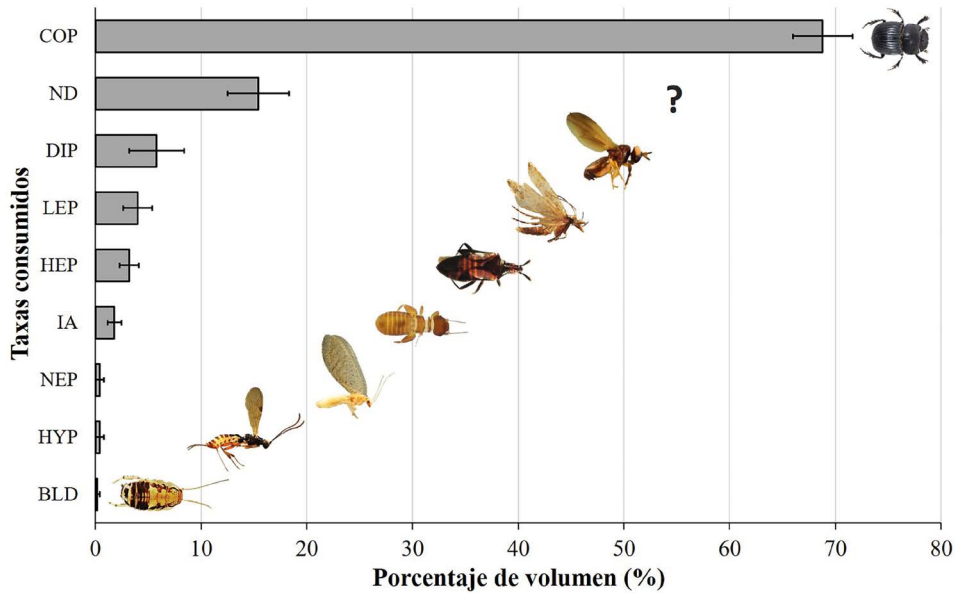 Taxas consumidos
COP
ND
?
DIP
LEP
HEP
IA
NEP
HYP
BLD
0 10 20 30 40 50 60 70 80
Porcentaje de volumen (%)